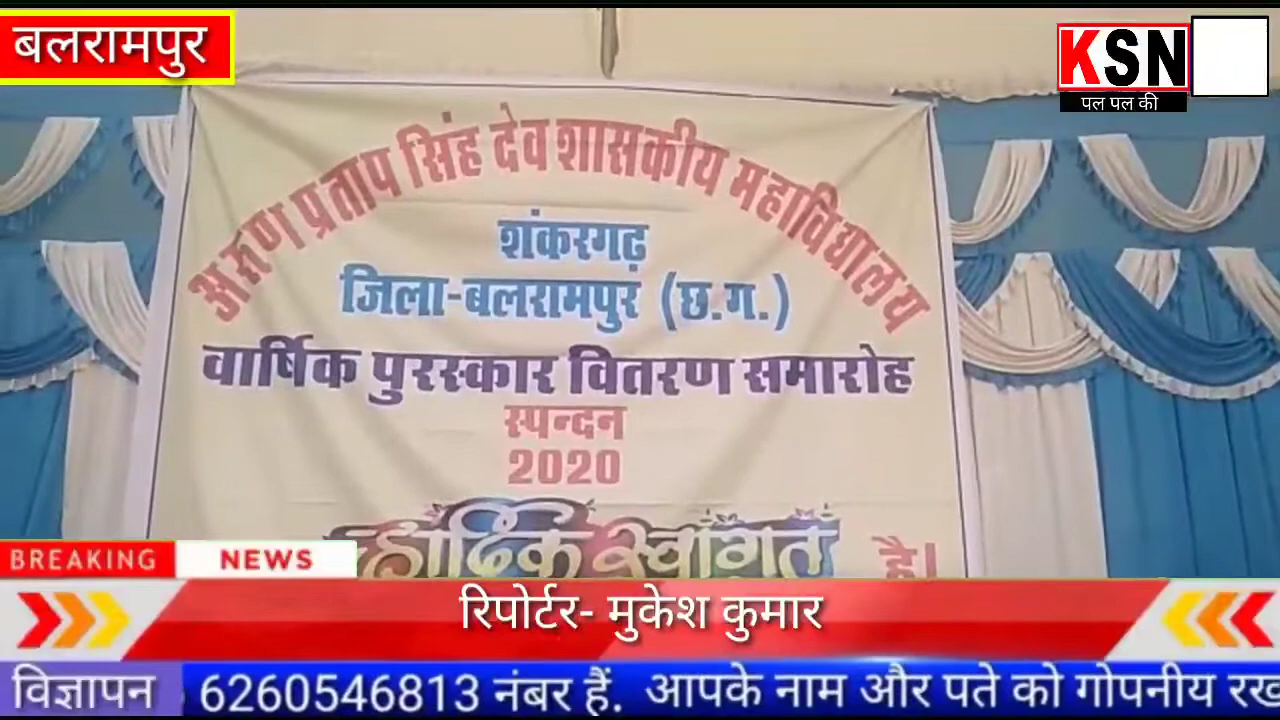 बलरामपुर
KSN
पल पल की
अरुण प्रताप सिंह देव शासकीय महाविद्यालय
शंकरगढ़
जिला-बलरामपुर (छ.ग.)
वार्षिक पुरस्कार वितरण समारोह
स्पन्दन
2020
हार्दिक स्वागत है।
BREAKING NEWS
रिपोर्टर- मुकेश कुमार
विज्ञापन 6260546813 नंबर हैं. आपके नाम और पते को गोपनीय रख